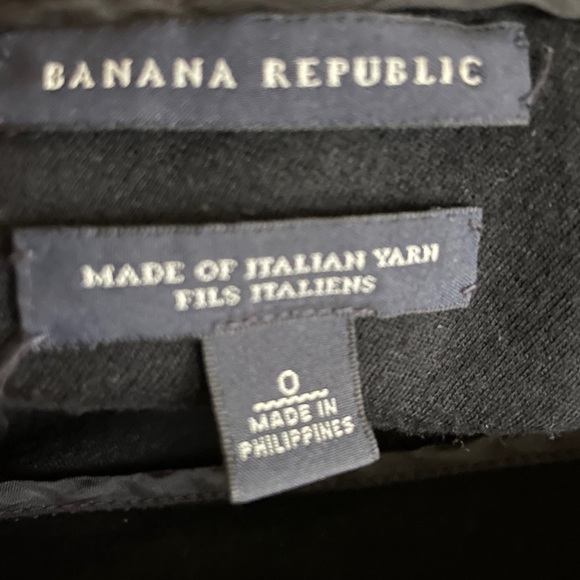 BANANA REPUBLIC
MADE OF ITALIAN YARN
FILS ITALIENS
0
MADE IN
PHILIPPINES